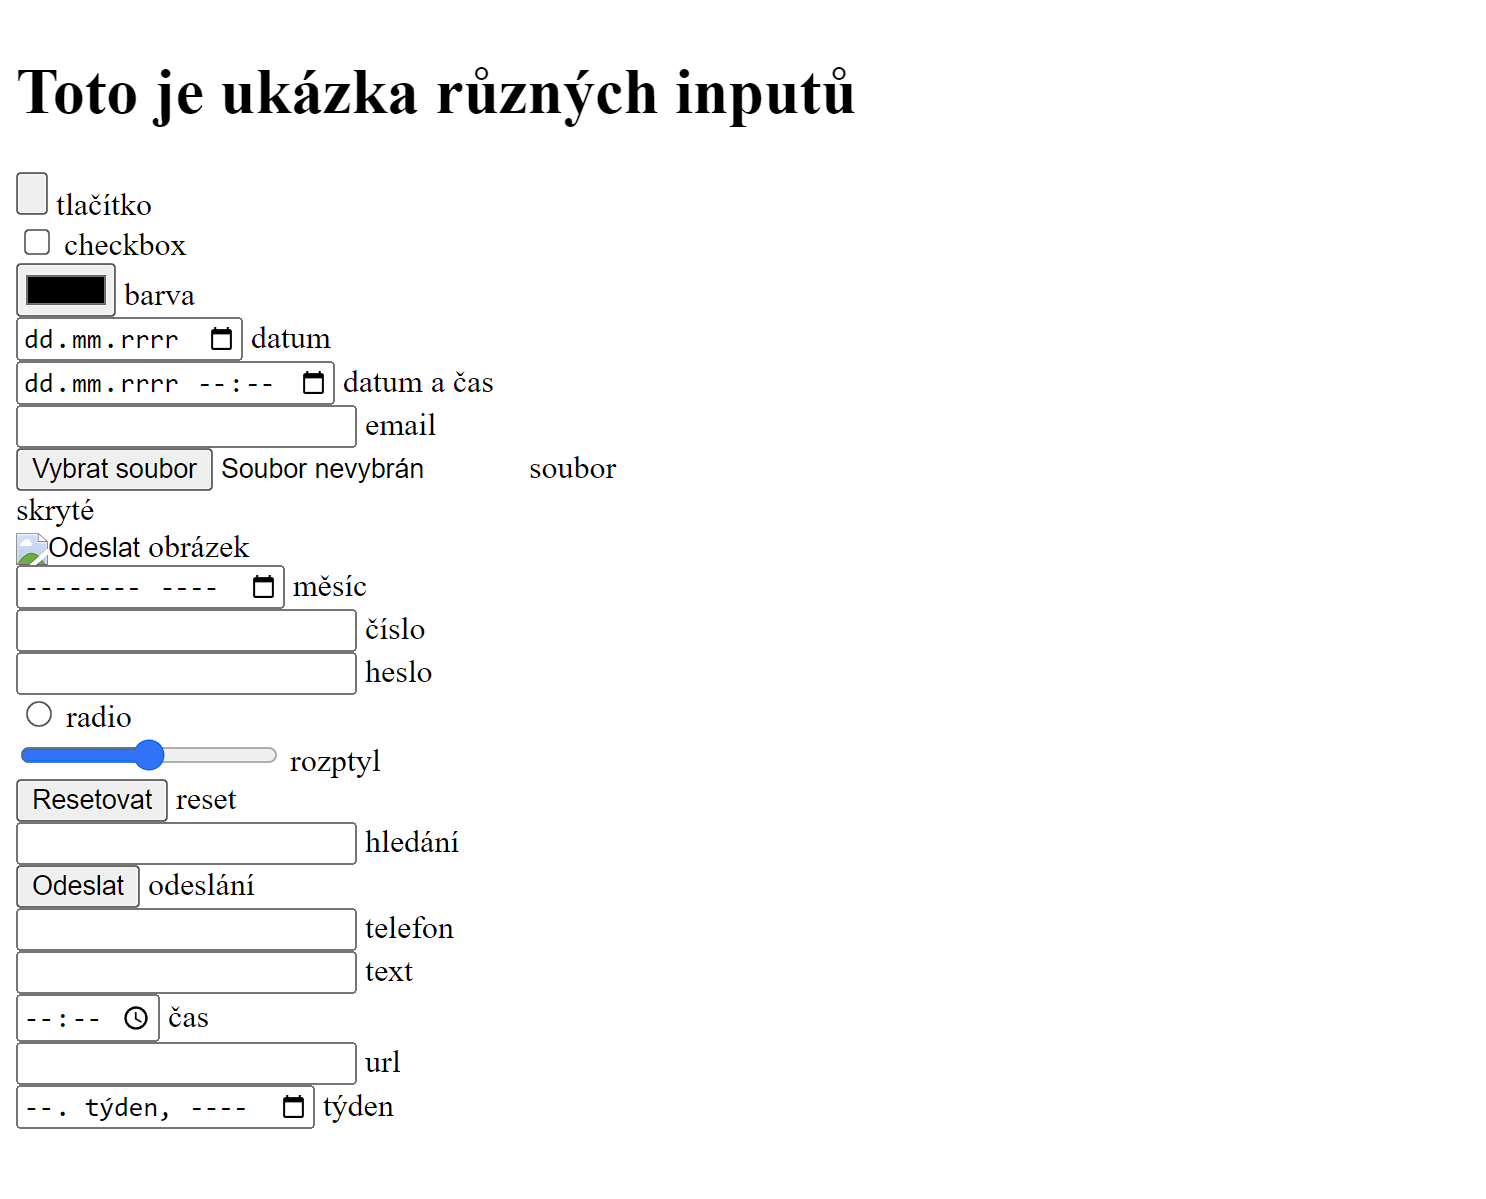 Toto je ukázka různých inputů
tlačítko
checkbox
barva
dd.mm.rrrr datum
dd.mm.rrrr --:-- datum a čas
email
Vybrat soubor Soubor nevybrán soubor
skryté
Odeslat obrázek
-------- ---- měsíc
číslo
heslo
radio
rozptyl
Resetovat reset
hledání
Odeslat odeslání
telefon
text
--:-- čas
url
--. týden, ---- týden